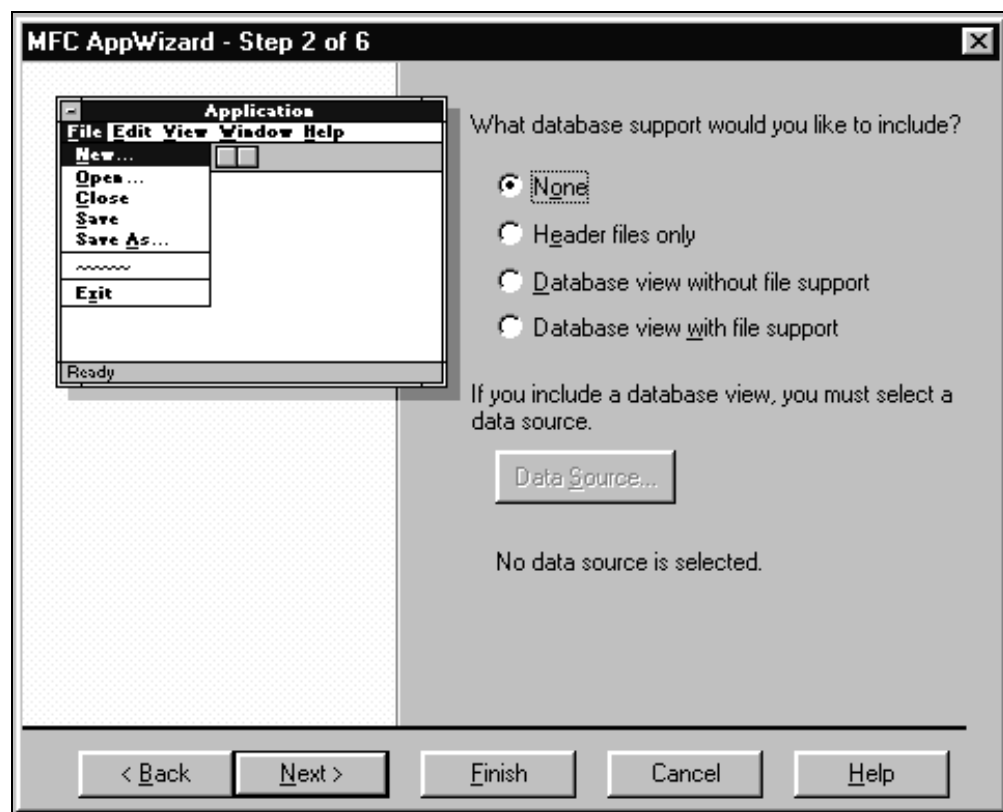 MFC AppWizard - Step 2 of 6
Application
File Edit View Window Help
New...
Open...
Close
Save
Save As...
Exit
Ready
What database support would you like to include?
None
Header files only
Database view without file support
Database view with file support
If you include a database view, you must select a
data source.
Data Source...
No data source is selected.
< Back Next > Finish Cancel Help